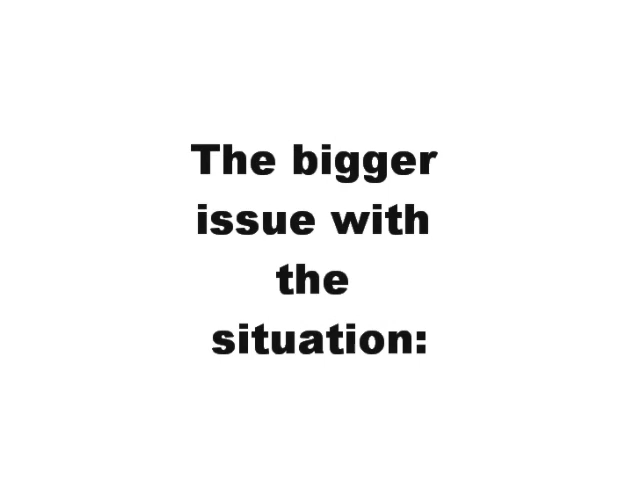 The bigger
issue with
the
situation: